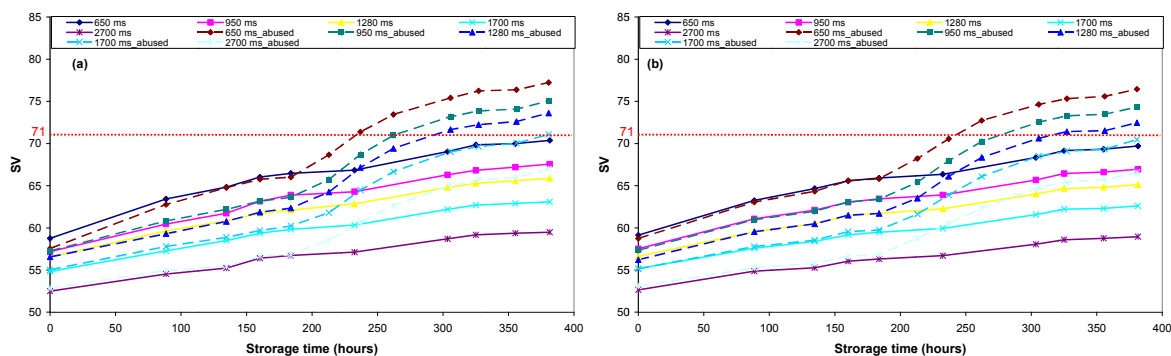 85
650 ms 950 ms 1280 ms 1700 ms
2700 ms 650 ms_abused 950 ms_abused 1280 ms_abused
1700 ms_abused 2700 ms_abused
80
(a)
75
71
70
SV
65
60
55
50
0 50 100 150 200 250 300 350 400
Strorage time (hours)
85
650 ms 950 ms 1280 ms 1700 ms
2700 ms 650 ms_abused 950 ms_abused 1280 ms_abused
1700 ms_abused 2700 ms_abused
80
(b)
75
71
70
SV
65
60
55
50
0 50 100 150 200 250 300 350 400
Strorage time (hours)